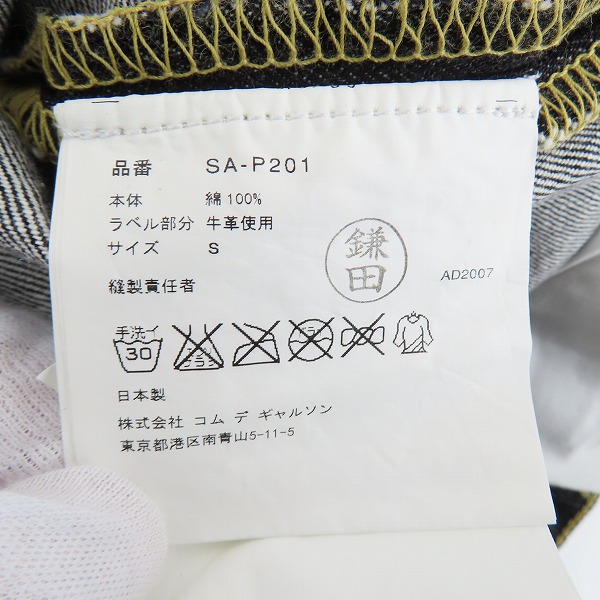 品番 SA-P201
本体 綿100%
ラベル部分 牛革使用
サイズ S
縫製責任者
鎌田
AD2007
手洗イ
30
日本製
株式会社 コム デ ギャルソン
東京都港区南青山5-11-5